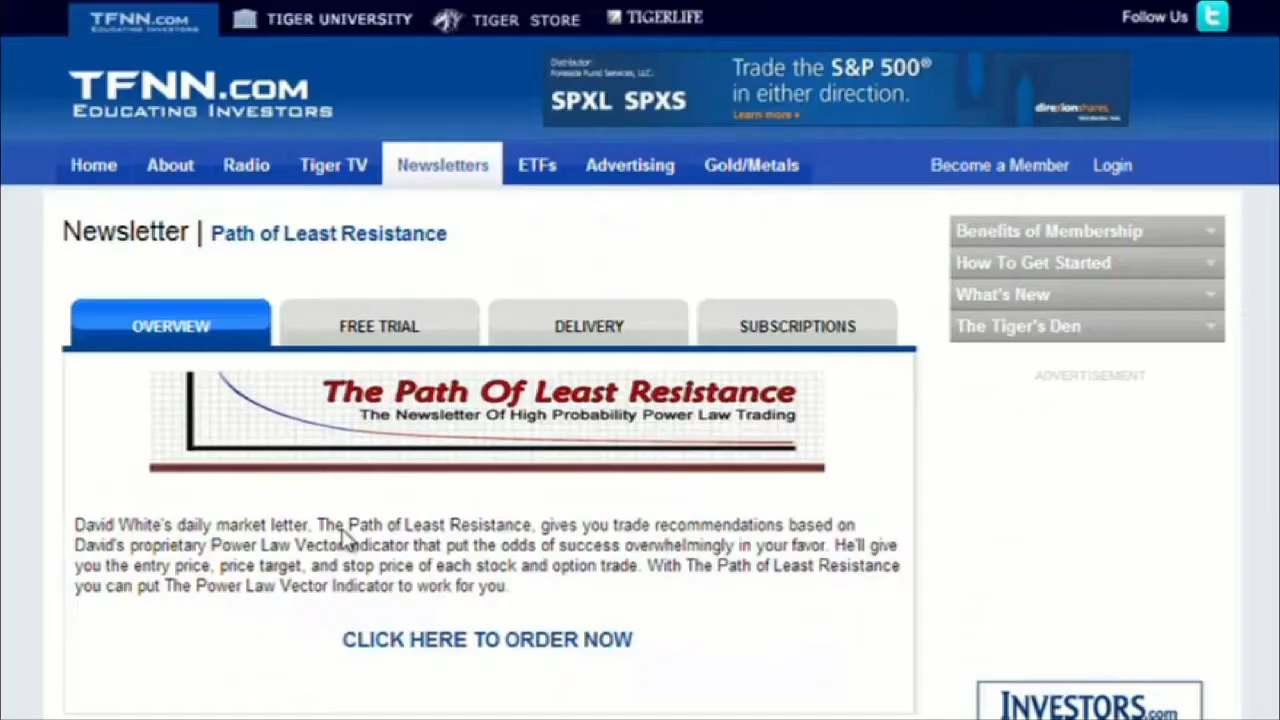 TFNN.COM
EDUCATING INVESTORS
TIGER UNIVERSITY
TIGER STORE
TIGERLIFE
Follow Us
TFNN.COM
EDUCATING INVESTORS
Distributor:
Foreside Fund Services, LLC.
SPXL SPXS
Trade the S&P 500®
in either direction.
Learn more
direxionshares
Home About Radio Tiger TV Newsletters ETFs Advertising Gold/Metals Become a Member Login
Newsletter | Path of Least Resistance
OVERVIEW FREE TRIAL DELIVERY SUBSCRIPTIONS
The Path Of Least Resistance
The Newsletter Of High Probability Power Law Trading
David White's daily market letter, The Path of Least Resistance, gives you trade recommendations based on
David's proprietary Power Law Vector Indicator that put the odds of success overwhelmingly in your favor. He'll give
you the entry price, price target, and stop price of each stock and option trade. With The Path of Least Resistance
you can put The Power Law Vector Indicator to work for you.
CLICK HERE TO ORDER NOW
Benefits of Membership
How To Get Started
What's New
The Tiger's Den
ADVERTISEMENT
INVESTORS.com